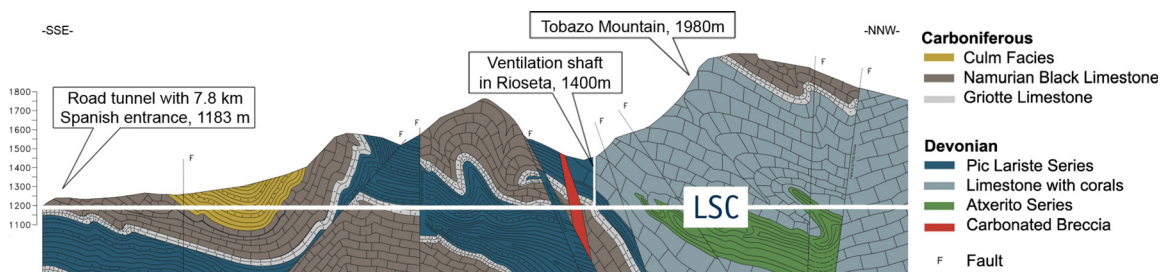 -SSE-
Tobazo Mountain, 1980m
-NNW-
Ventilation shaft
in Rioseta, 1400m
Road tunnel with 7.8 km
Spanish entrance, 1183 m
1800
1700
1600
1500
1400
1300
1200
1100
F
F
F
F
F
F
F
F
LSC
Carboniferous
Culm Facies
Namurian Black Limestone
Griotte Limestone
Devonian
Pic Lariste Series
Limestone with corals
Atxerito Series
Carbonated Breccia
F Fault